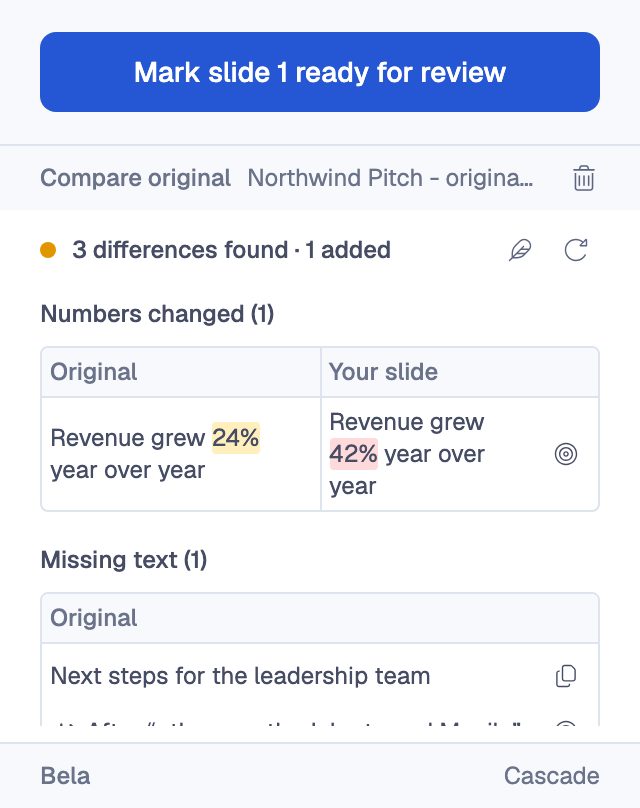 Mark slide 1 ready for review
Compare original Northwind Pitch - origina...
3 differences found · 1 added
Numbers changed (1)
Original Your slide
Revenue grew 24%
year over year
Revenue grew
42% year over
year
Missing text (1)
Original
Next steps for the leadership team
Bela Cascade